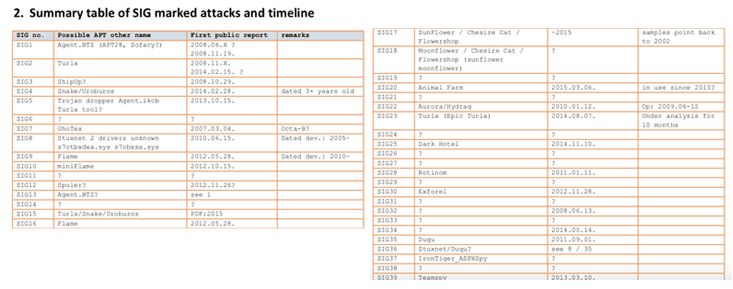 2. Summary table of SIG marked attacks and timeline
SIG no. Possible APT other name First public report remarks
SIG1 Agent.BTZ (APT28, Sofacy?) 2008.06.X ?
2008.11.19.
SIG2 Turla 2008.11.X.
2014.02.15. ?
SIG3 ShipUp? 2008.10.29.
SIG4 Snake/Uroburos 2014.02.28. dated 3+ years old
SIG5 Trojan dropper Agent.ikcb 2013.10.15.
Turla tool?
SIG6 ? ?
SIG7 GhoTex 2007.03.04. Octa-B?
SIG8 Stuxnet 2 drivers unknown 2010.06.15. Dated dev.: 2005-
s7otbxdxa.sys s7obxsx.sys
SIG9 Flame 2012.05.28. Dated dev.: 2010-
SIG10 miniFlame 2012.10.15.
SIG11 ? ?
SIG12 Spuler? 2012.11.26?
SIG13 Agent.BTZ? see 1
SIG14 ? ?
SIG15 Turla/Snake/Uroburos PDF:2015
SIG16 Flame 2012.05.28.
SIG17 SunFlower / Chesire Cat / ~2015 samples point back
Flowershop to 2002
SIG18 Moonflower / Chesire Cat / ?
Flowershop (sunflower
moonflower)
SIG19 ? ?
SIG20 Animal Farm 2015.03.06. in use since 2013?
SIG21 ? ?
SIG22 Aurora/Hydraq 2010.01.12. Op: 2009.06-12
SIG23 Turla (Epic Turla) 2014.08.07. Under analysis for
10 months
SIG24 ? ?
SIG25 Dark Hotel 2014.11.10.
SIG26 ? ?
SIG27 ? ?
SIG28 Rotinom 2011.01.11.
SIG29 ? ?
SIG30 Exforel 2012.11.28.
SIG31 ? ?
SIG32 ? 2008.06.13.
SIG33 ? ?
SIG34 ? 2014.05.14.
SIG35 Duqu 2011.09.01.
SIG36 Stuxnet/Duqu? see 8 / 35
SIG37 IronTiger_ASPXSpy ?
SIG38 ? ?
SIG39 Teamspy 2013.03.10.